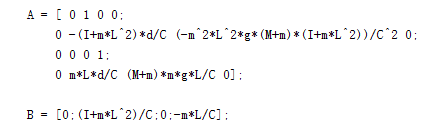 A = [ 0 1 0 0;
0 -(I+m*L^2)*d/C (-m^2*L^2*g*(M+m)*(I+m*L^2))/C^2 0;
0 0 0 1;
0 m*L*d/C (M+m)*m*g*L/C 0];
B = [0;(I+m*L^2)/C;0;-m*L/C];